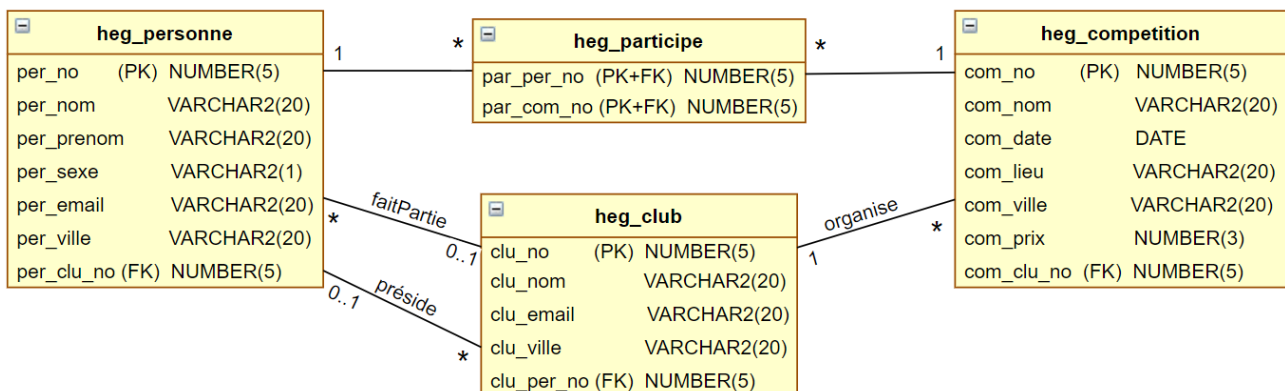 heg_personne
per_no (PK) NUMBER(5)
per_nom VARCHAR2(20)
per_prenom VARCHAR2(20)
per_sexe VARCHAR2(1)
per_email VARCHAR2(20)
per_ville VARCHAR2(20)
per_clu_no (FK) NUMBER(5)
1
*
heg_participe
par_per_no (PK+FK) NUMBER(5)
par_com_no (PK+FK) NUMBER(5)
*
1
heg_competition
com_no (PK) NUMBER(5)
com_nom VARCHAR2(20)
com_date DATE
com_lieu VARCHAR2(20)
com_ville VARCHAR2(20)
com_prix NUMBER(3)
com_clu_no (FK) NUMBER(5)
*
faitPartie
0..1
0..1
préside
*
heg_club
clu_no (PK) NUMBER(5)
clu_nom VARCHAR2(20)
clu_email VARCHAR2(20)
clu_ville VARCHAR2(20)
clu_per_no (FK) NUMBER(5)
1
organise
*